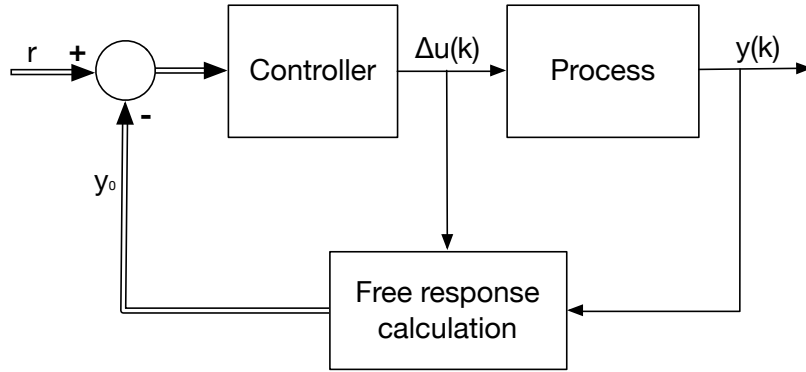 r
+
Controller
Δu(k)
Process
y(k)
-
y₀
Free response
calculation